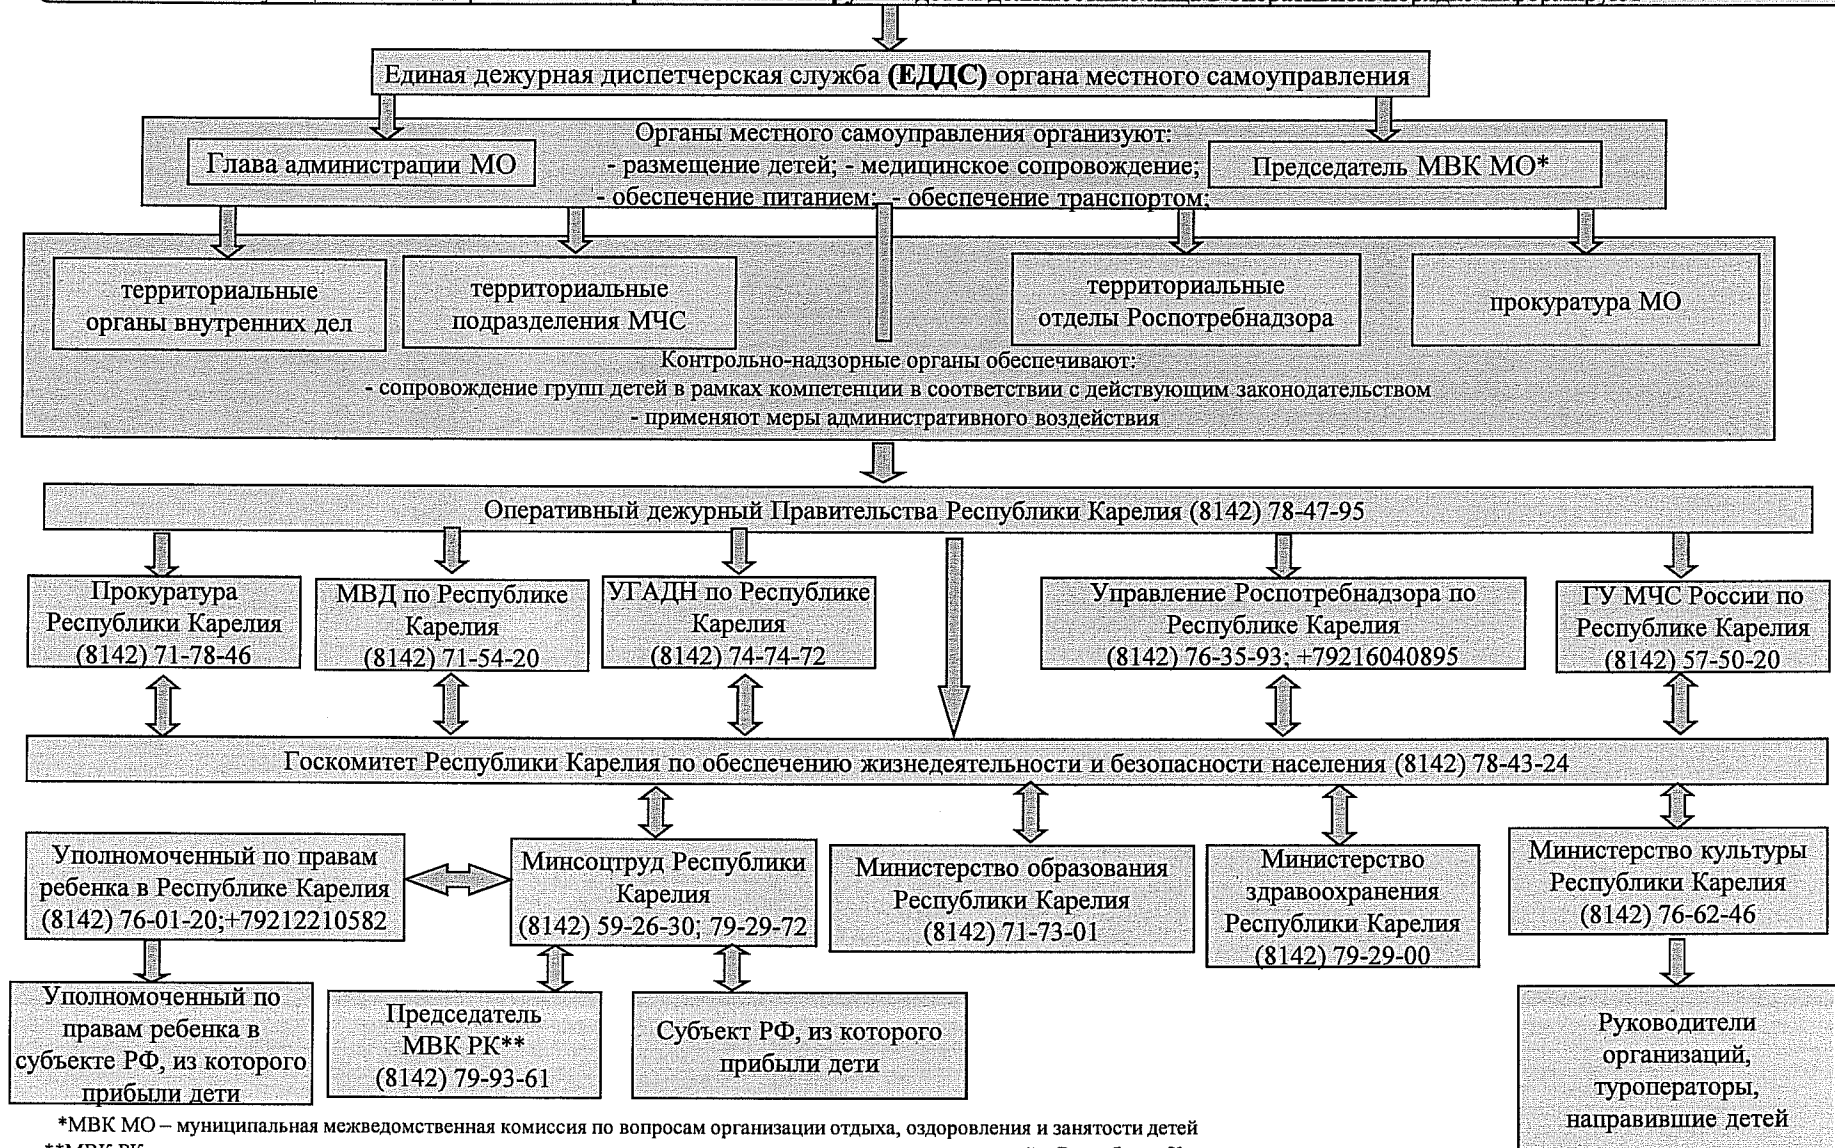 Единая дежурная диспетчерская служба (ЕДДС) органа местного самоуправления
Органы местного самоуправления организуют:
Глава администрации МО
- размещение детей; - медицинское сопровождение;
Председатель МВК МО*
- обеспечение питанием; - обеспечение транспортом;
территориальные
органы внутренних дел
территориальные
подразделения МЧС
территориальные
отделы Роспотребнадзора
прокуратура МО
Контрольно-надзорные органы обеспечивают:
- сопровождение групп детей в рамках компетенции в соответствии с действующим законодательством
- применяют меры административного воздействия
Оперативный дежурный Правительства Республики Карелия (8142) 78-47-95
Прокуратура
Республики Карелия
(8142) 71-78-46
МВД по Республике
Карелия
(8142) 71-54-20
УГАДН по Республике
Карелия
(8142) 74-74-72
Управление Роспотребнадзора по
Республике Карелия
(8142) 76-35-93; +79216040895
ГУ МЧС России по
Республике Карелия
(8142) 57-50-20
Госкомитет Республики Карелия по обеспечению жизнедеятельности и безопасности населения (8142) 78-43-24
Уполномоченный по правам
ребенка в Республике Карелия
(8142) 76-01-20;+79212210582
Минсоцтруд Республики
Карелия
(8142) 59-26-30; 79-29-72
Министерство образования
Республики Карелия
(8142) 71-73-01
Министерство
здравоохранения
Республики Карелия
(8142) 79-29-00
Министерство культуры
Республики Карелия
(8142) 76-62-46
Уполномоченный по
правам ребенка в
субъекте РФ, из которого
прибыли дети
Председатель
МВК РК**
(8142) 79-93-61
Субъект РФ, из которого
прибыли дети
Руководители
организаций,
туроператоры,
направившие детей
*МВК МО – муниципальная межведомственная комиссия по вопросам организации отдыха, оздоровления и занятости детей